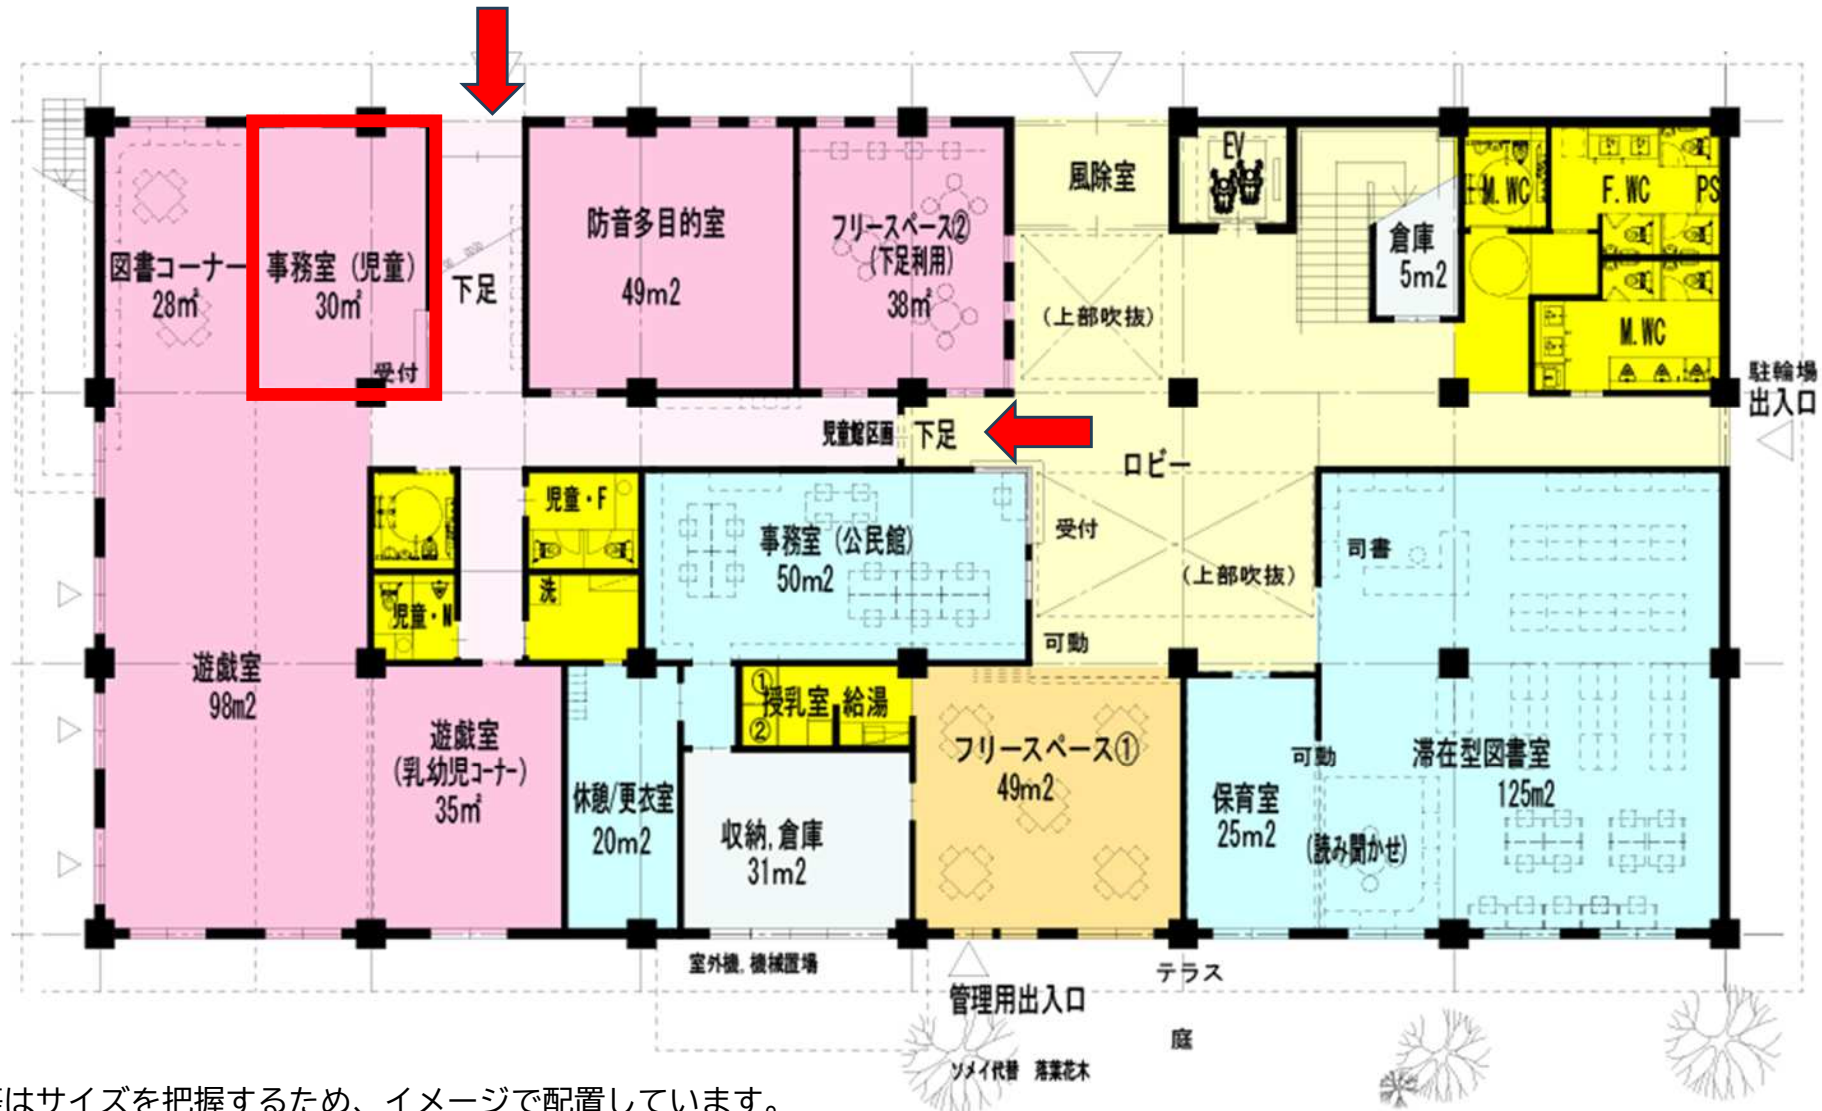 EV
風除室
M.WC
F.WC
PS
防音多目的室
49m2
フリースペース②
(下足利用)
38㎡
倉庫
5m2
図書コーナー
28㎡
事務室(児童)
30㎡
受付
下足
(上部吹抜)
M.WC
駐輪場
出入口
児童館区画
下足
ロビー
児童・F
事務室(公民館)
50m2
受付
(上部吹抜)
司書
洗
児童・M
可動
遊戯室
98m2
遊戯室
(乳幼児コーナー)
35㎡
①
授乳室
②
給湯
フリースペース①
49m2
可動
滞在型図書室
125m2
休憩/更衣室
20m2
収納,倉庫
31m2
保育室
25m2
(読み聞かせ)
室外機,機械置場
テラス
管理用出入口
庭
ソメイ代替 落葉花木
はサイズを把握するため、イメージで配置しています。